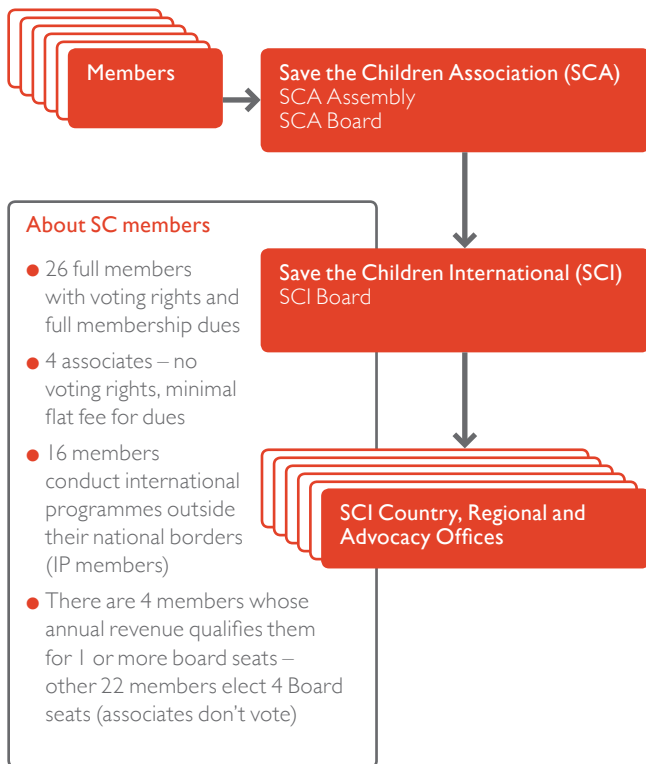 Members
Save the Children Association (SCA)
SCA Assembly
SCA Board
About SC members
● 26 full members
with voting rights and
full membership dues
● 4 associates – no
voting rights, minimal
flat fee for dues
● 16 members
conduct international
programmes outside
their national borders
(IP members)
● There are 4 members whose
annual revenue qualifies them
for 1 or more board seats –
other 22 members elect 4 Board
seats (associates don't vote)
Save the Children International (SCI)
SCI Board
SCI Country, Regional and
Advocacy Offices